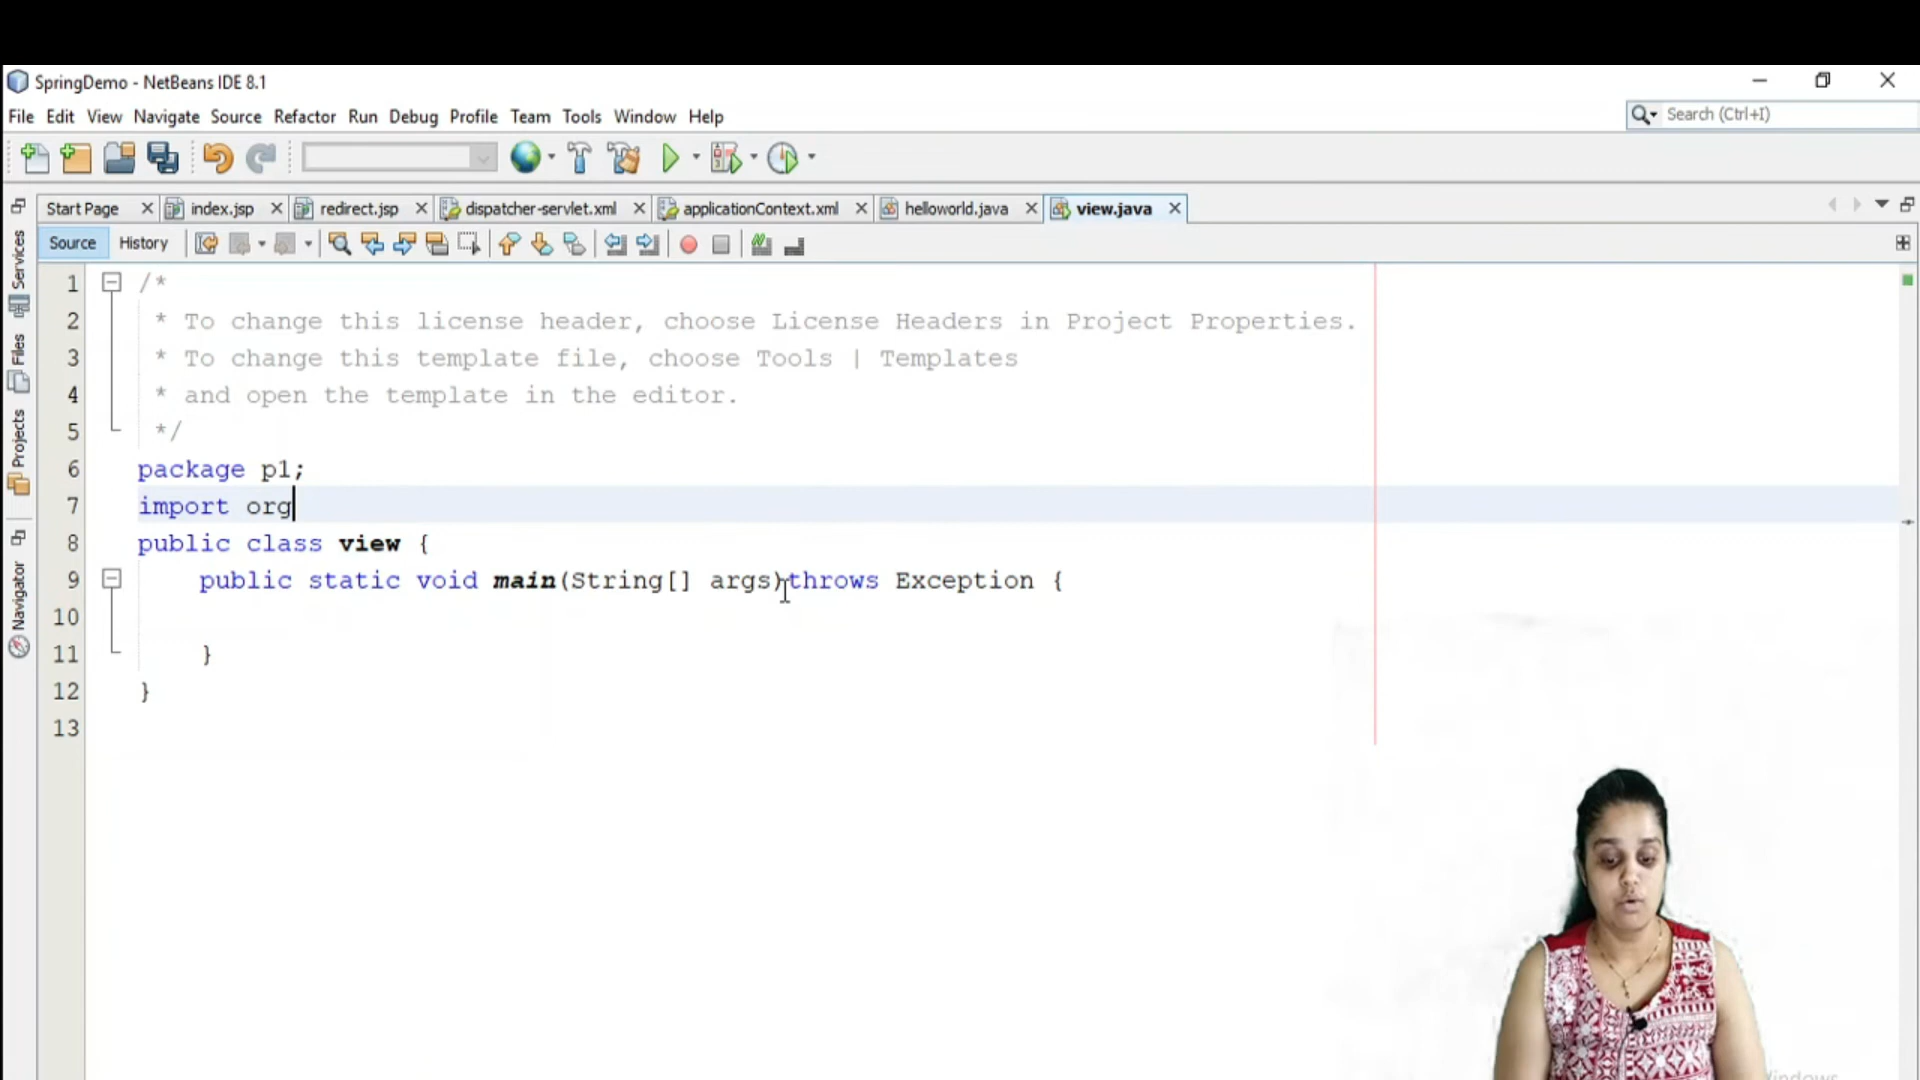 SpringDemo - NetBeans IDE 8.1
File Edit View Navigate Source Refactor Run Debug Profile Team Tools Window Help
Search (Ctrl+I)
Start Page index.jsp redirect.jsp dispatcher-servlet.xml applicationContext.xml helloworld.java view.java
Source History
Services
Files
Projects
Navigator
1 /*
2 * To change this license header, choose License Headers in Project Properties.
3 * To change this template file, choose Tools | Templates
4 * and open the template in the editor.
5 */
6 package p1;
7 import org
8 public class view {
9 public static void main(String[] args)throws Exception {
10
11 }
12 }
13